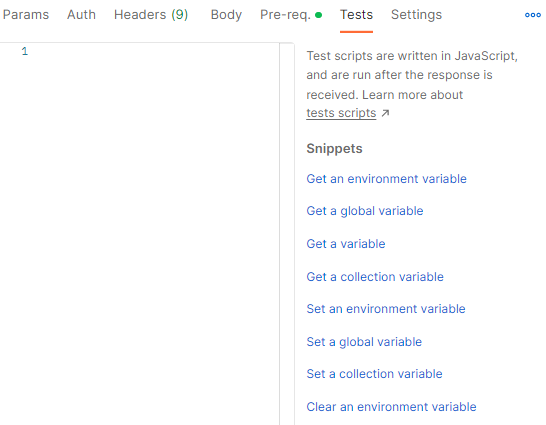 Params Auth Headers (9) Body Pre-req. Tests Settings
1
Test scripts are written in JavaScript,
and are run after the response is
received. Learn more about
tests scripts ↗
Snippets
Get an environment variable
Get a global variable
Get a variable
Get a collection variable
Set an environment variable
Set a global variable
Set a collection variable
Clear an environment variable